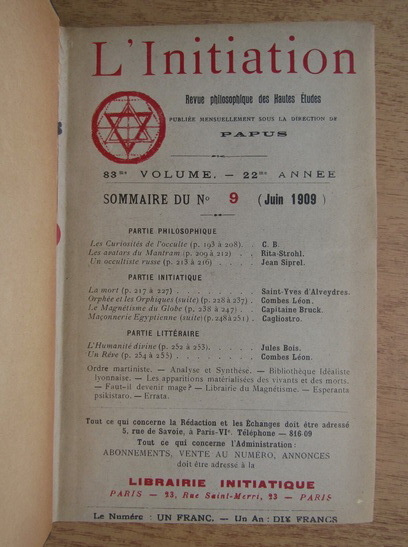 L'Initiation
Revue philosophique des Hautes Études
PUBLIÉE MENSUELLEMENT SOUS LA DIRECTION DE
PAPUS
83me VOLUME. — 22me ANNÉE
SOMMAIRE DU No 9 (Juin 1909)
PARTIE PHILOSOPHIQUE
Les Curiosités de l'occulte (p. 193 à 208). . C. B.
Les avatars du Mantram (p. 209 à 212) . . . Rita-Strohl.
Un occultiste russe (p. 213 à 216) . . . . Jean Siprel.
PARTIE INITIATIQUE
La mort (p. 217 à 227) . . . . . . . . . Saint-Yves d'Alveydres.
Orphée et les Orphiques (suite) (p. 228 à 237) . Combes Léon.
Le Magnétisme du Globe (p. 238 à 247) . . Capitaine Bruck.
Maçonnerie Egyptienne (suite) (p. 248 à 251) . Cagliostro.
PARTIE LITTÉRAIRE
L'Humanité divine (p. 252 à 253). . . . . Jules Bois.
Un Rêve (p. 254 à 255) . . . . . . . . Combes Léon.
Ordre martiniste. — Analyse et Synthèse. — Bibliothèque Idéaliste
lyonnaise. — Les apparitions matérialisées des vivants et des morts.
— Faut-il devenir mage? — Librairie du Magnétisme. — Esperanta
psikistaro. — Errata.
Tout ce qui concerne la Rédaction et les Échanges doit être adressé
5, rue de Savoie, à Paris-VIe. Téléphone — 816-09
Tout ce qui concerne l'Administration:
ABONNEMENTS, VENTE AU NUMÉRO, ANNONCES
doit être adressé à la
LIBRAIRIE INITIATIQUE
PARIS — 23, Rue Saint-Merri, 23 — PARIS
Le Numéro : UN FRANC. — Un An : DIX FRANCS